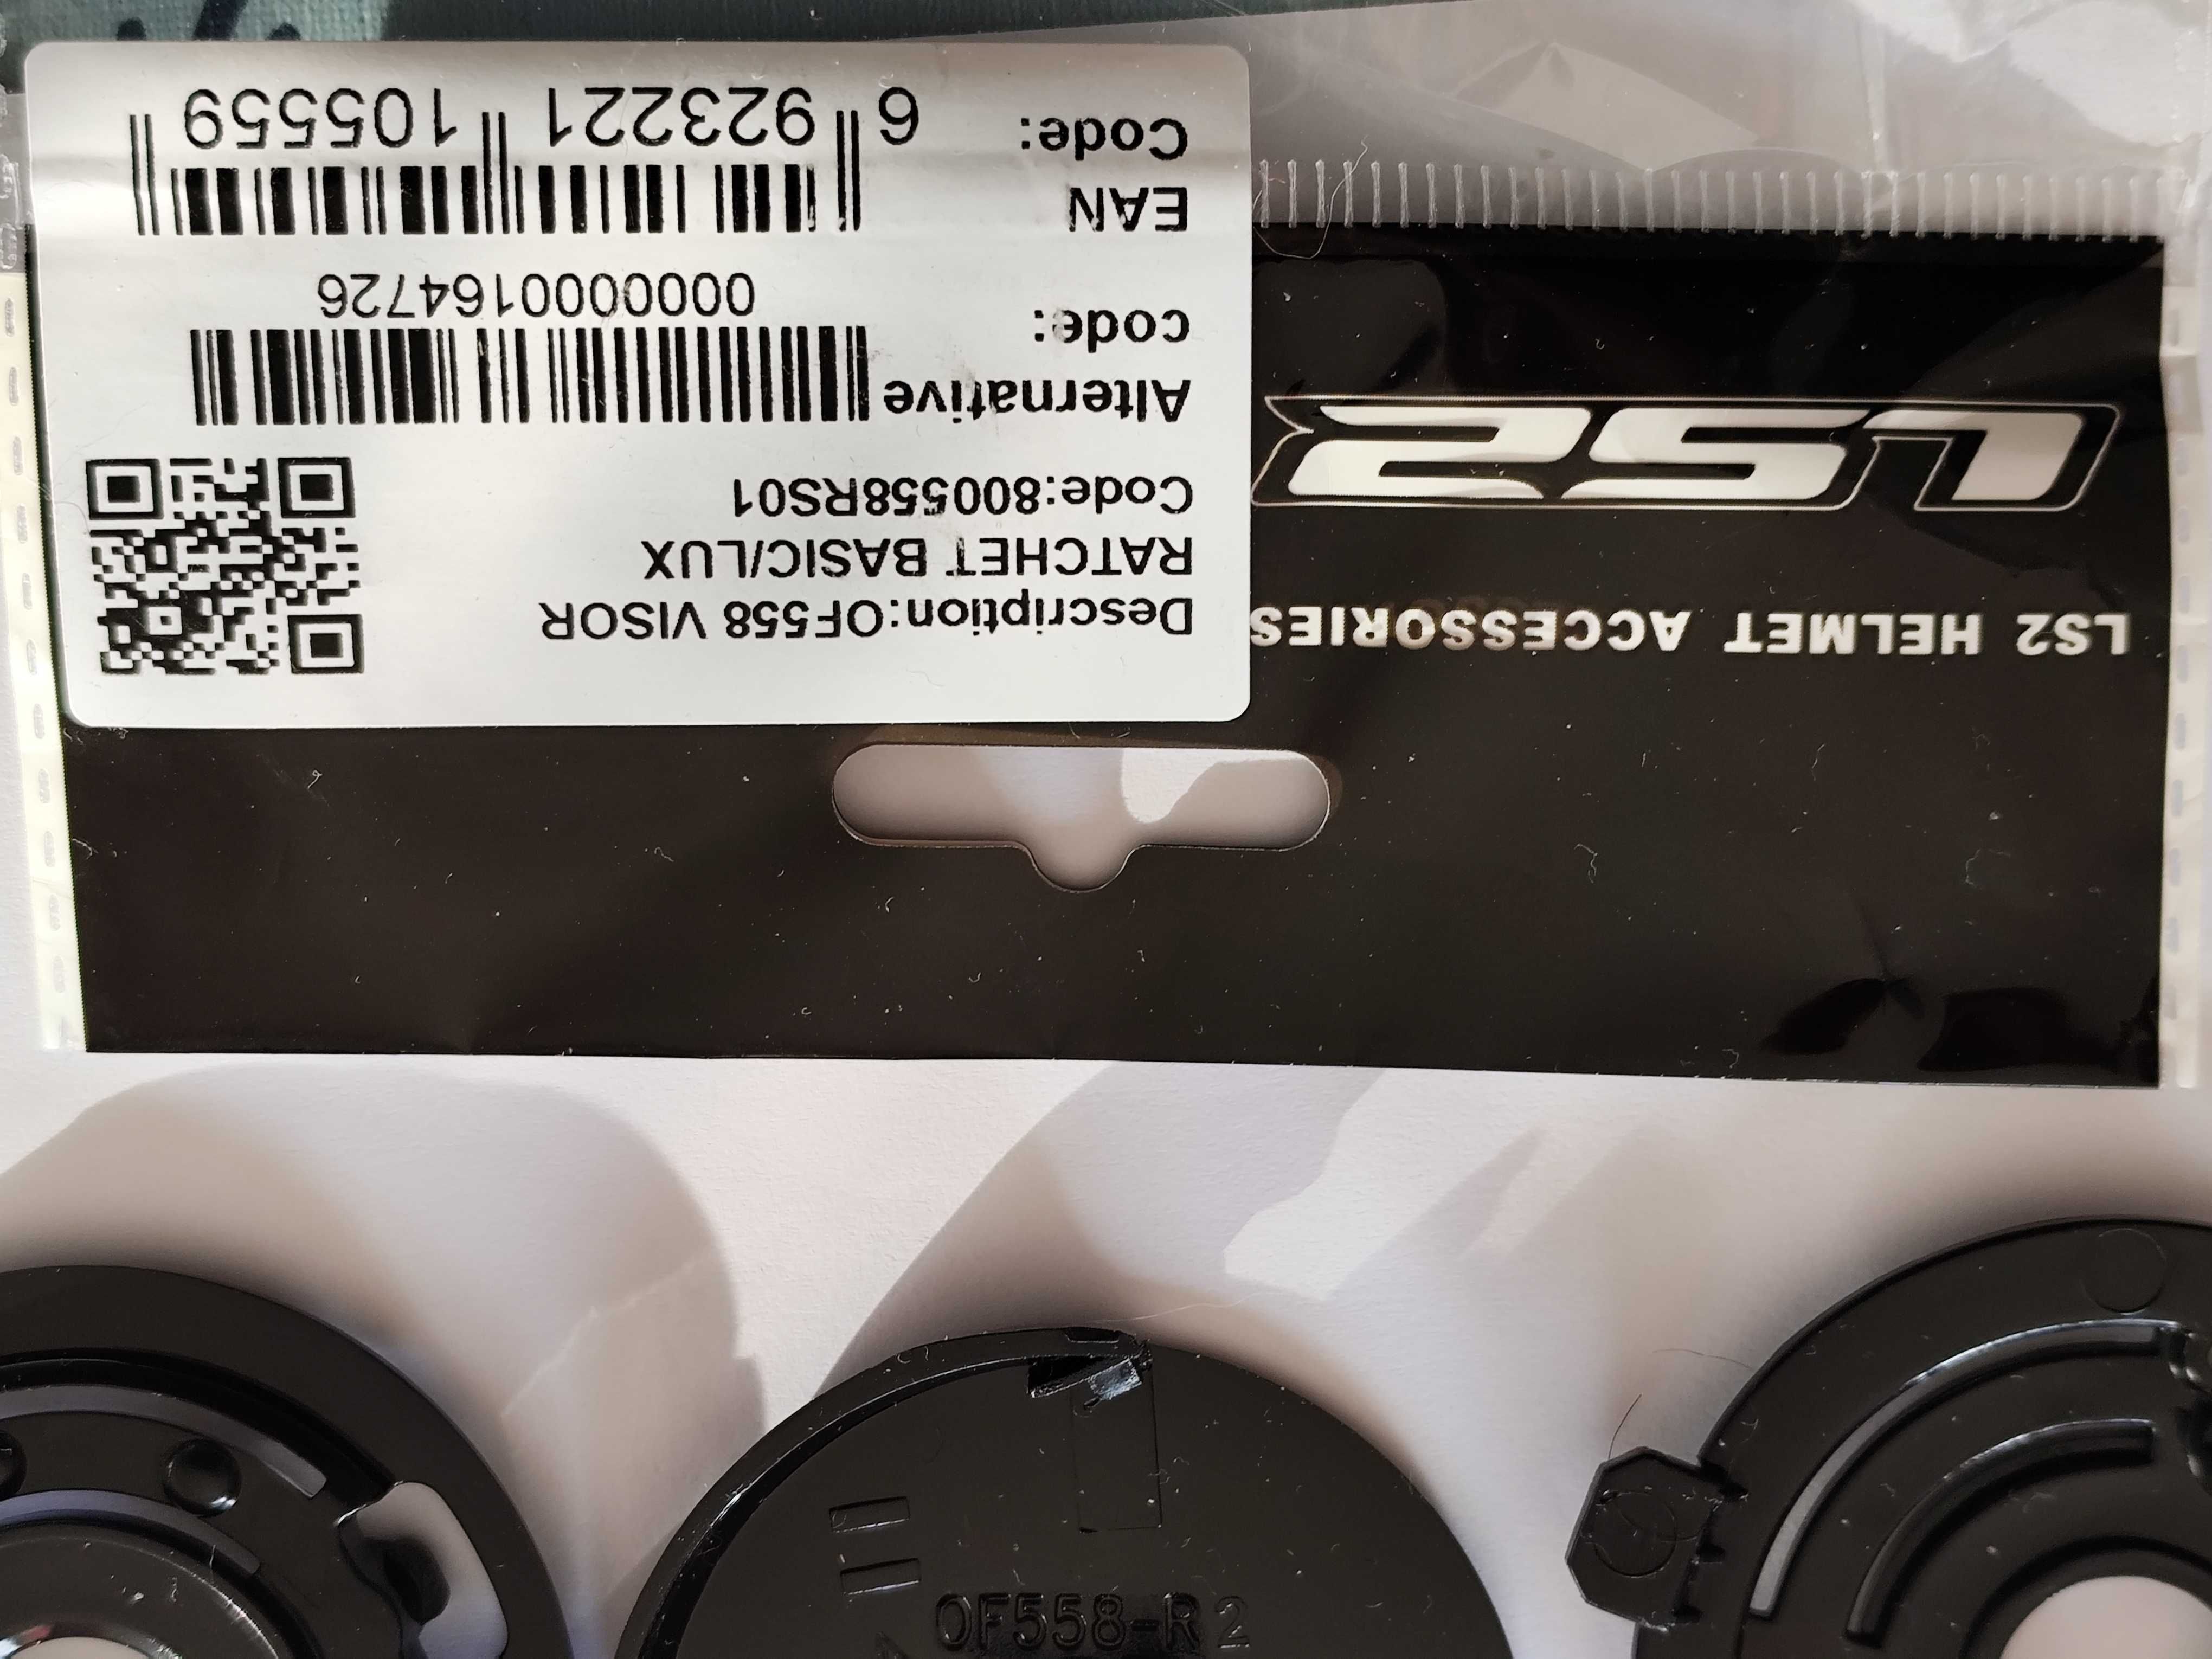 LS2 HELMET ACCESSORIES
LS2
Description:OF558 VISOR
RATCHET BASIC/LUX
Code:800558RS01
Alternative
code:
0000000164726
EAN
Code:
6 923221 105559
OF558-R2